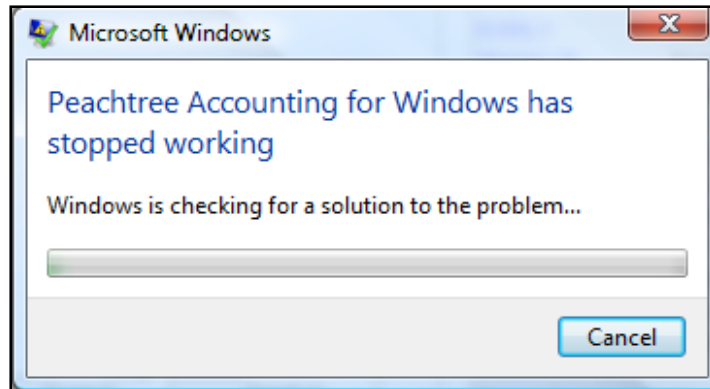 Microsoft Windows
Peachtree Accounting for Windows has
stopped working
Windows is checking for a solution to the problem...
Cancel